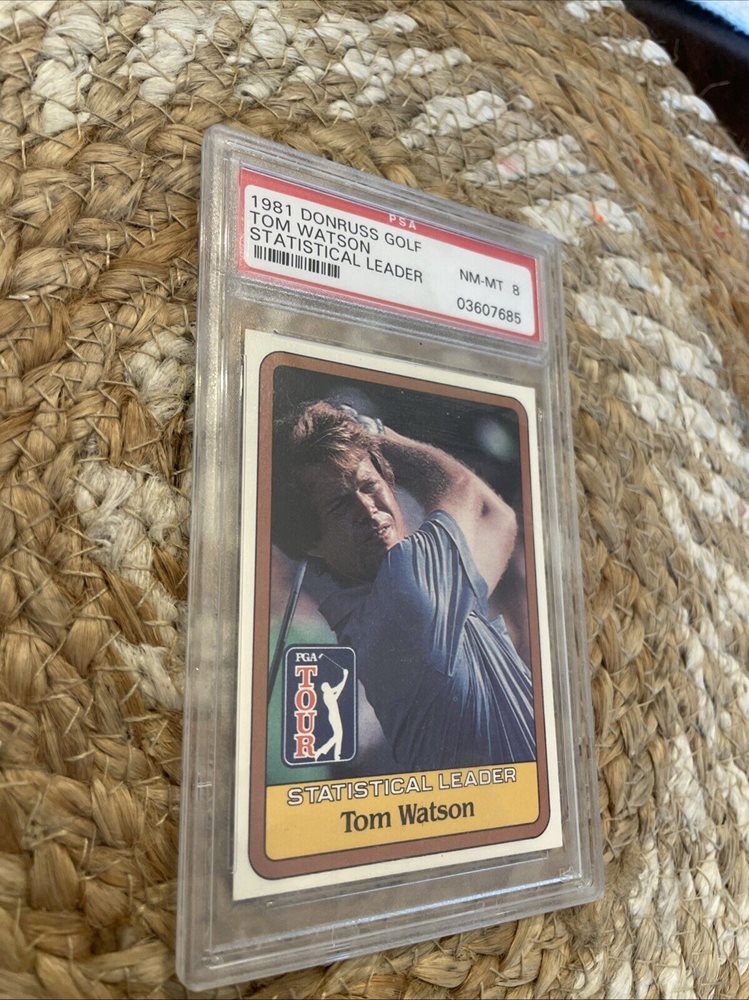 PSA
1981 DONRUSS GOLF
TOM WATSON
STATISTICAL LEADER
NM-MT 8
03607685
PGA
TOUR
STATISTICAL LEADER
Tom Watson